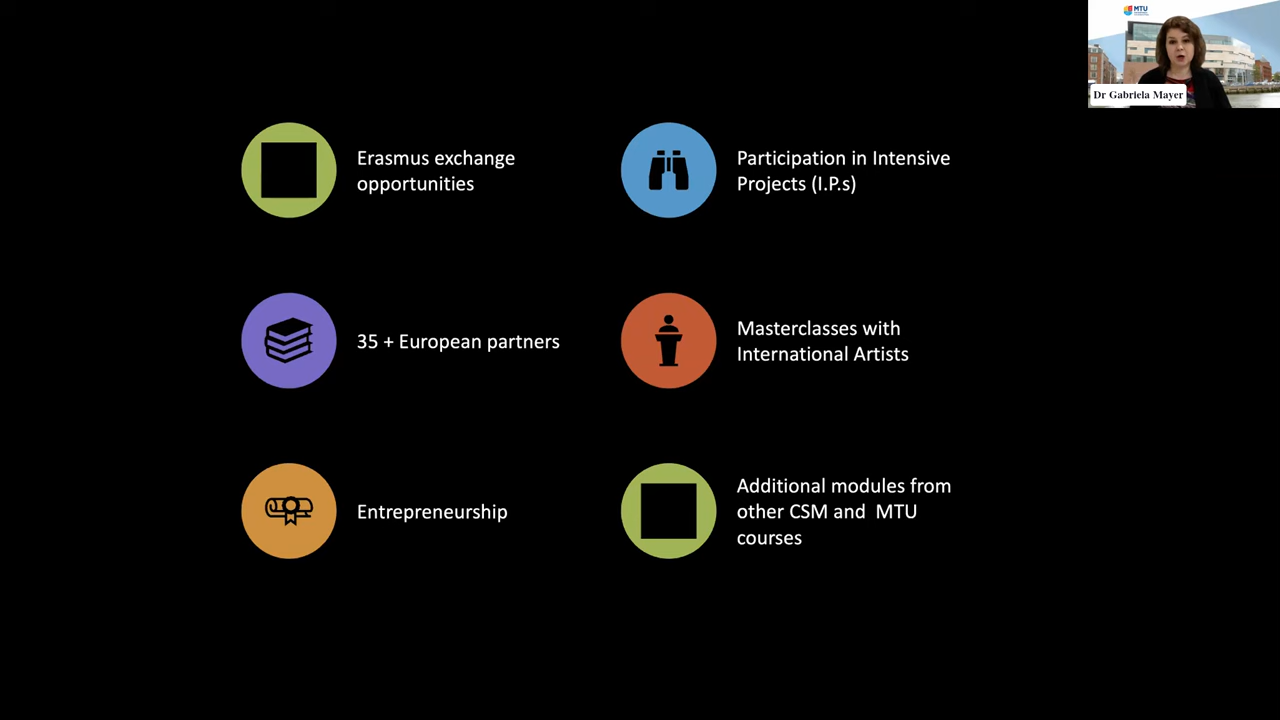 MTU
Dr Gabriela Mayer
Erasmus exchange
opportunities
Participation in Intensive
Projects (I.P.s)
35 + European partners
Masterclasses with
International Artists
Entrepreneurship
Additional modules from
other CSM and  MTU
courses